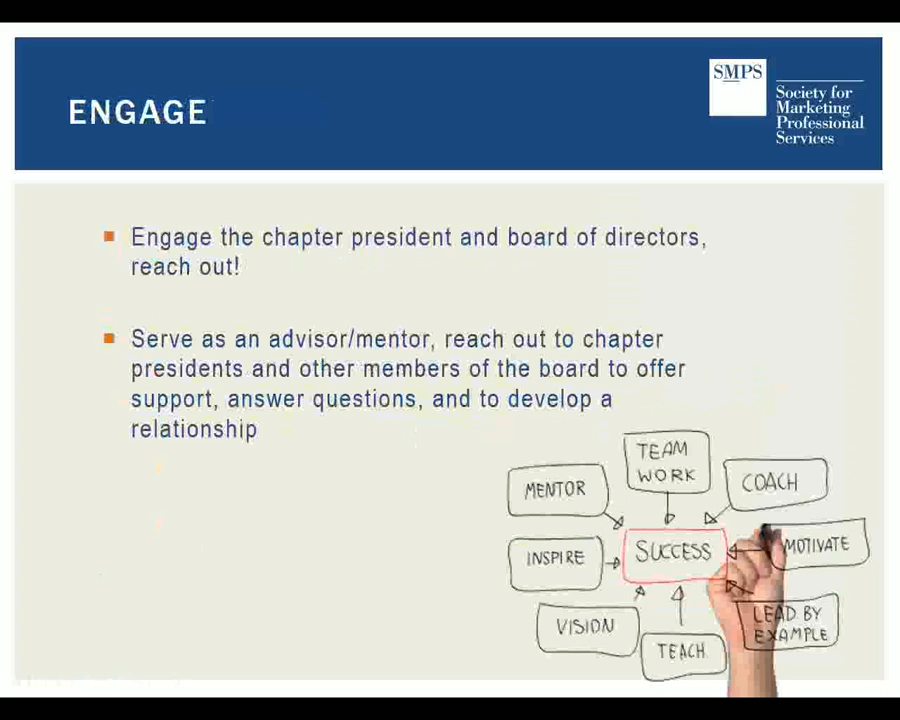 ENGAGE
SMPS
Society for
Marketing
Professional
Services
Engage the chapter president and board of directors,
reach out!
Serve as an advisor/mentor, reach out to chapter
presidents and other members of the board to offer
support, answer questions, and to develop a
relationship
TEAM
WORK
MENTOR
COACH
INSPIRE
SUCCESS
MOTIVATE
VISION
TEACH
LEAD BY
EXAMPLE